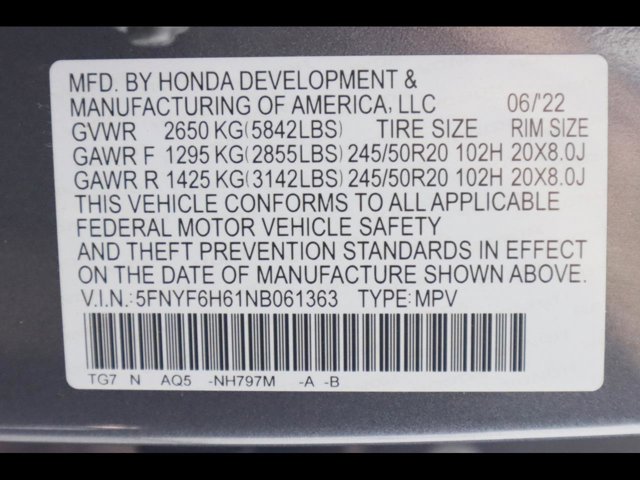 MFD. BY HONDA DEVELOPMENT &
MANUFACTURING OF AMERICA, LLC 06/'22
GVWR 2650 KG(5842LBS) TIRE SIZE RIM SIZE
GAWR F 1295 KG(2855LBS) 245/50R20 102H 20X8.0J
GAWR R 1425 KG(3142LBS) 245/50R20 102H 20X8.0J
THIS VEHICLE CONFORMS TO ALL APPLICABLE
FEDERAL MOTOR VEHICLE SAFETY
AND THEFT PREVENTION STANDARDS IN EFFECT
ON THE DATE OF MANUFACTURE SHOWN ABOVE.
V.I.N.:5FNYF6H61NB061363 TYPE:MPV
TG7 N AQ5 -NH797M -A -B